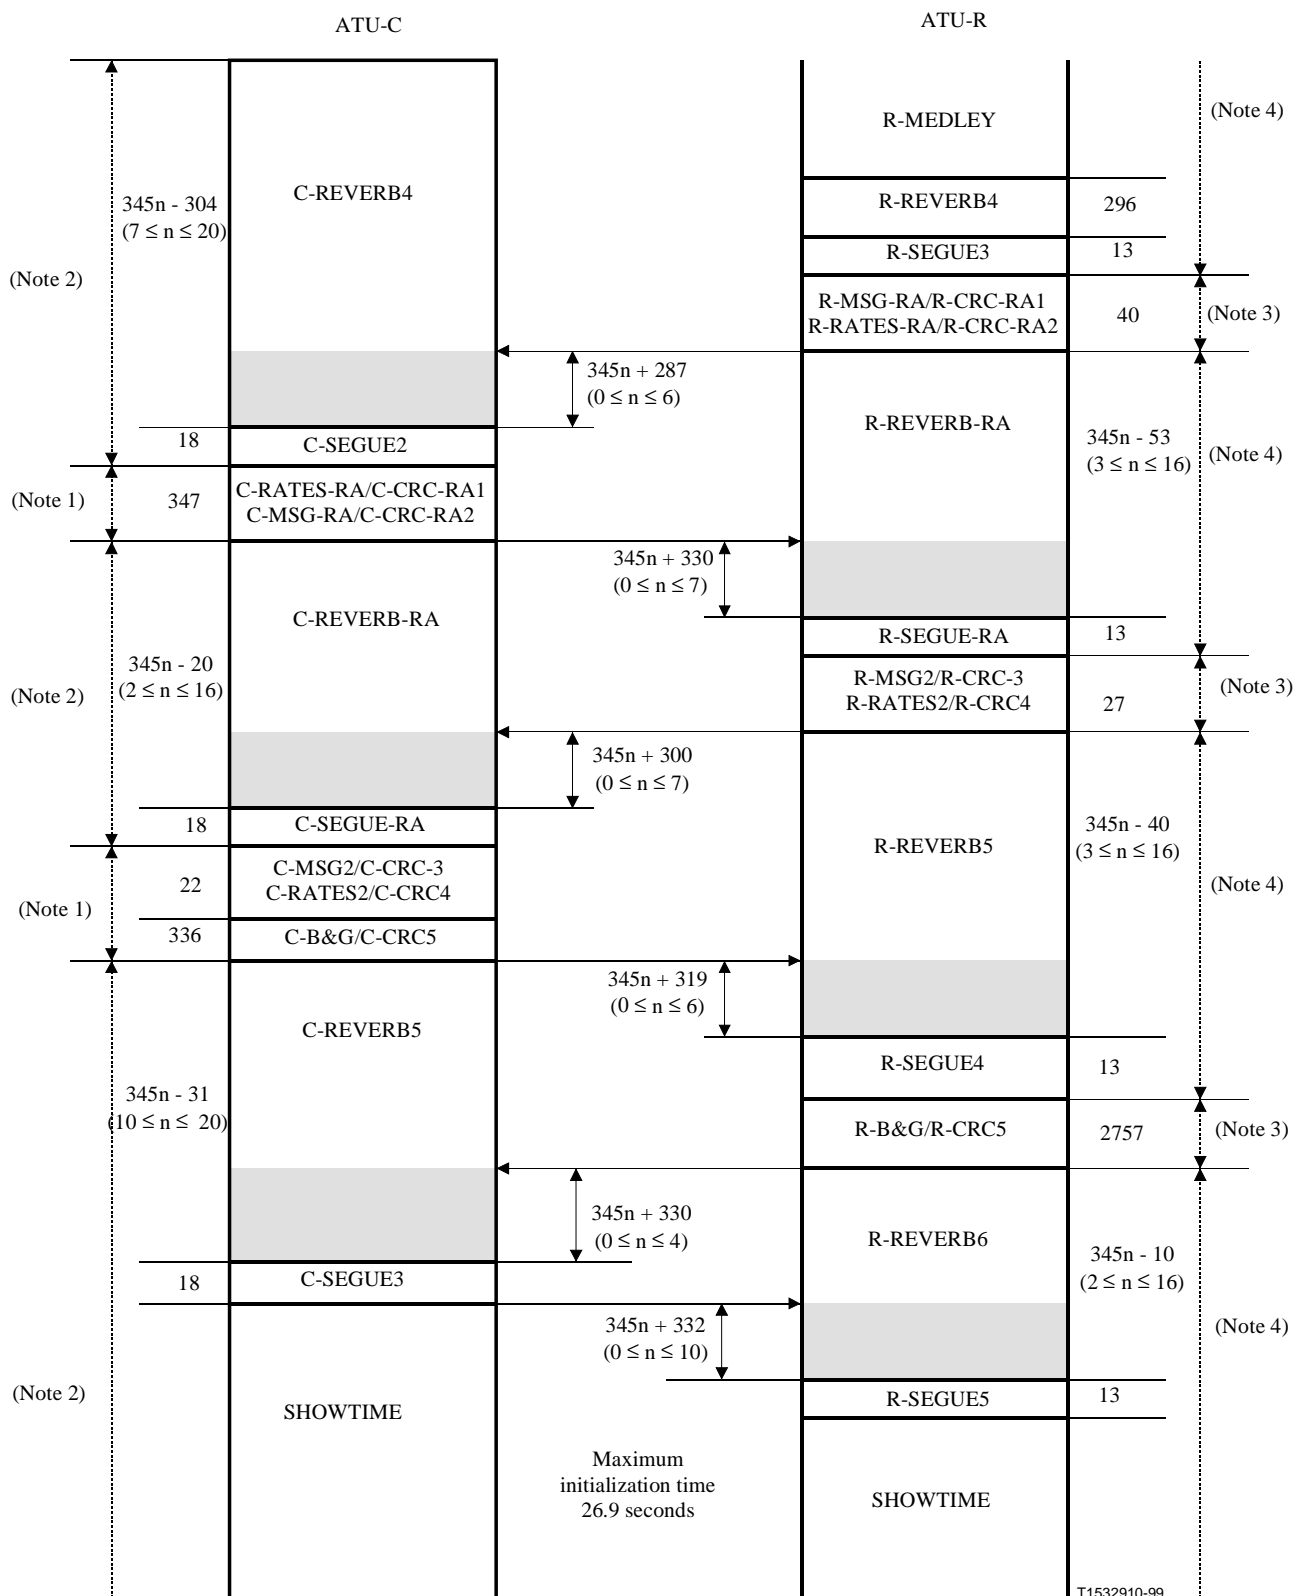 ATU-C
ATU-R
R-MEDLEY
(Note 4)
C-REVERB4
345n - 304
(7 ≤ n ≤ 20)
R-REVERB4
296
R-SEGUE3
13
(Note 2)
R-MSG-RA/R-CRC-RA1
R-RATES-RA/R-CRC-RA2
40
(Note 3)
345n + 287
(0 ≤ n ≤ 6)
R-REVERB-RA
345n - 53
(3 ≤ n ≤ 16)
(Note 4)
18
C-SEGUE2
(Note 1)
347
C-RATES-RA/C-CRC-RA1
C-MSG-RA/C-CRC-RA2
345n + 330
(0 ≤ n ≤ 7)
C-REVERB-RA
R-SEGUE-RA
13
345n - 20
(2 ≤ n ≤ 16)
(Note 2)
R-MSG2/R-CRC-3
R-RATES2/R-CRC4
27
(Note 3)
345n + 300
(0 ≤ n ≤ 7)
18
C-SEGUE-RA
R-REVERB5
345n - 40
(3 ≤ n ≤ 16)
(Note 4)
C-MSG2/C-CRC-3
C-RATES2/C-CRC4
22
(Note 1)
336
C-B&G/C-CRC5
345n + 319
(0 ≤ n ≤ 6)
C-REVERB5
R-SEGUE4
13
345n - 31
(10 ≤ n ≤ 20)
R-B&G/R-CRC5
2757
(Note 3)
345n + 330
(0 ≤ n ≤ 4)
R-REVERB6
345n - 10
(2 ≤ n ≤ 16)
18
C-SEGUE3
345n + 332
(0 ≤ n ≤ 10)
(Note 4)
(Note 2)
R-SEGUE5
13
SHOWTIME
Maximum
initialization time
26.9 seconds
SHOWTIME
T1532910-99